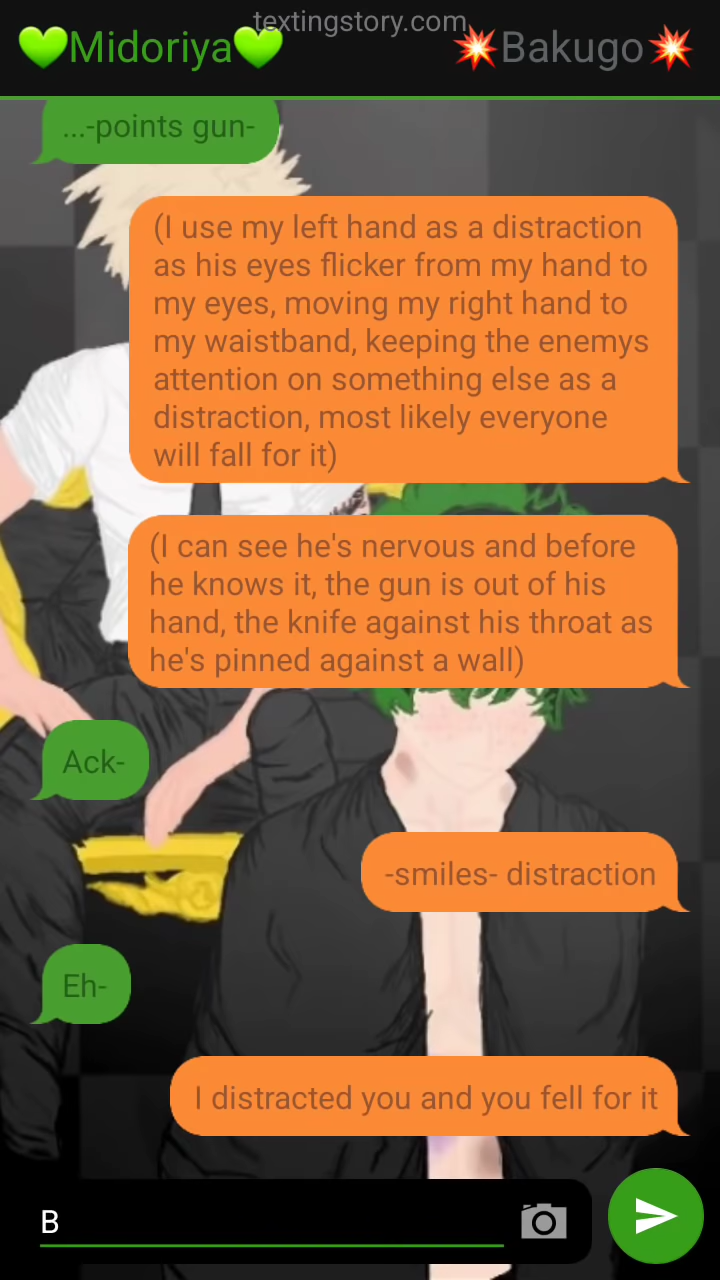 textingstory.com
💚Midoriya💚
💥Bakugo💥
...-points gun-
(I use my left hand as a distraction
as his eyes flicker from my hand to
my eyes, moving my right hand to
my waistband, keeping the enemys
attention on something else as a
distraction, most likely everyone
will fall for it)
(I can see he's nervous and before
he knows it, the gun is out of his
hand, the knife against his throat as
he's pinned against a wall)
Ack-
-smiles- distraction
Eh-
I distracted you and you fell for it
B